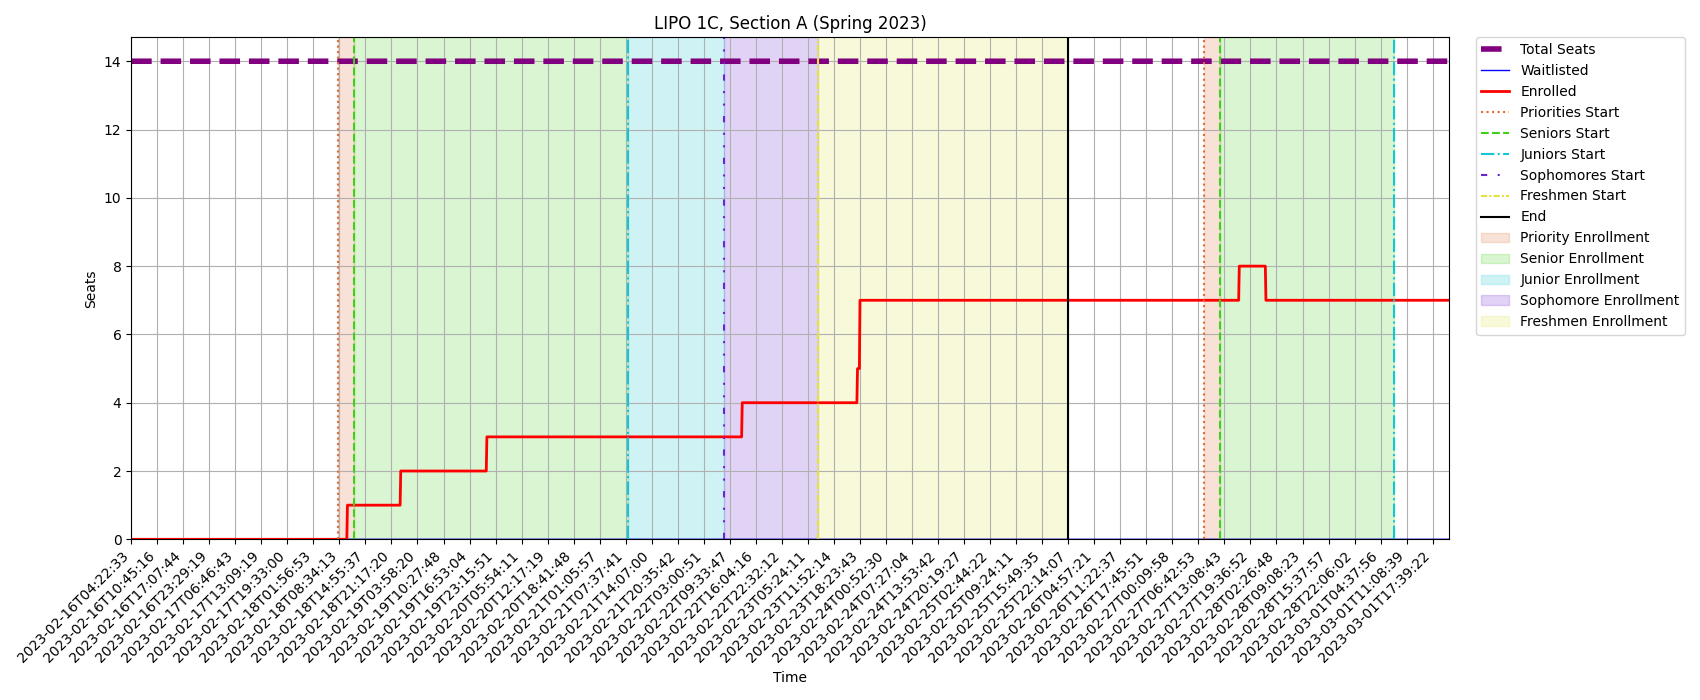 LIPO 1C, Section A (Spring 2023)
Seats
14
12
10
8
6
4
2
0
2023-02-16T04:22:33
2023-02-16T10:45:16
2023-02-16T17:07:44
2023-02-16T23:29:19
2023-02-17T06:46:43
2023-02-17T13:09:19
2023-02-17T19:33:00
2023-02-18T01:56:53
2023-02-18T08:34:13
2023-02-18T14:55:37
2023-02-18T21:17:20
2023-02-19T03:58:20
2023-02-19T10:27:48
2023-02-19T16:53:04
2023-02-19T23:15:51
2023-02-20T05:54:11
2023-02-20T12:17:19
2023-02-20T18:41:48
2023-02-21T01:05:57
2023-02-21T07:37:41
2023-02-21T14:07:00
2023-02-21T20:35:42
2023-02-22T03:00:51
2023-02-22T09:33:47
2023-02-22T16:04:16
2023-02-22T22:32:12
2023-02-23T05:24:11
2023-02-23T11:52:14
2023-02-23T18:23:43
2023-02-24T00:52:30
2023-02-24T07:27:04
2023-02-24T13:53:42
2023-02-24T20:19:27
2023-02-25T02:44:22
2023-02-25T09:24:11
2023-02-25T15:49:35
2023-02-25T22:14:07
2023-02-26T04:57:21
2023-02-26T11:22:37
2023-02-26T17:45:51
2023-02-27T00:09:58
2023-02-27T06:42:53
2023-02-27T13:08:43
2023-02-27T19:36:52
2023-02-28T02:26:48
2023-02-28T09:08:23
2023-02-28T15:37:57
2023-02-28T22:06:02
2023-03-01T04:37:56
2023-03-01T11:08:39
2023-03-01T17:39:22
Time
Total Seats
Waitlisted
Enrolled
Priorities Start
Seniors Start
Juniors Start
Sophomores Start
Freshmen Start
End
Priority Enrollment
Senior Enrollment
Junior Enrollment
Sophomore Enrollment
Freshmen Enrollment